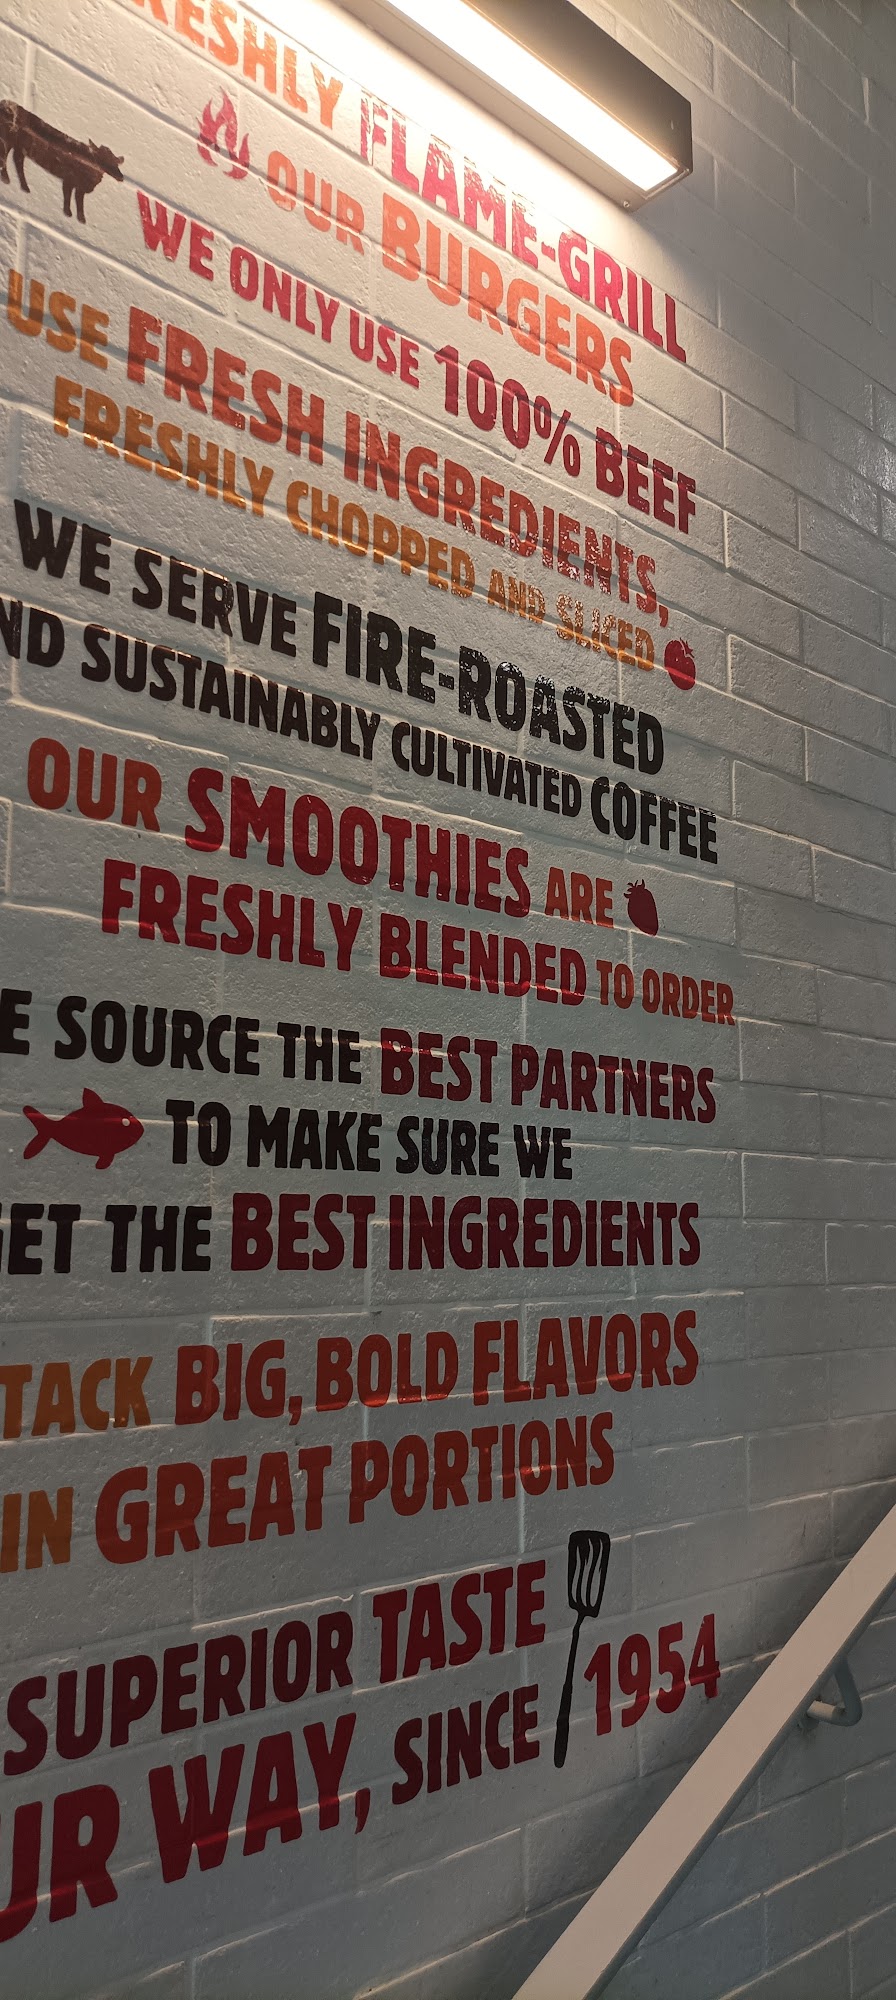 RESHLY FLAME-GRILL
OUR BURGERS
WE ONLY USE 100% BEEF
USE FRESH INGREDIENTS,
FRESHLY CHOPPED AND SLICED
WE SERVE FIRE-ROASTED
ND SUSTAINABLY CULTIVATED COFFEE
OUR SMOOTHIES ARE
FRESHLY BLENDED TO ORDER
E SOURCE THE BEST PARTNERS
TO MAKE SURE WE
ET THE BEST INGREDIENTS
TACK BIG, BOLD FLAVORS
IN GREAT PORTIONS
SUPERIOR TASTE
UR WAY, SINCE 1954